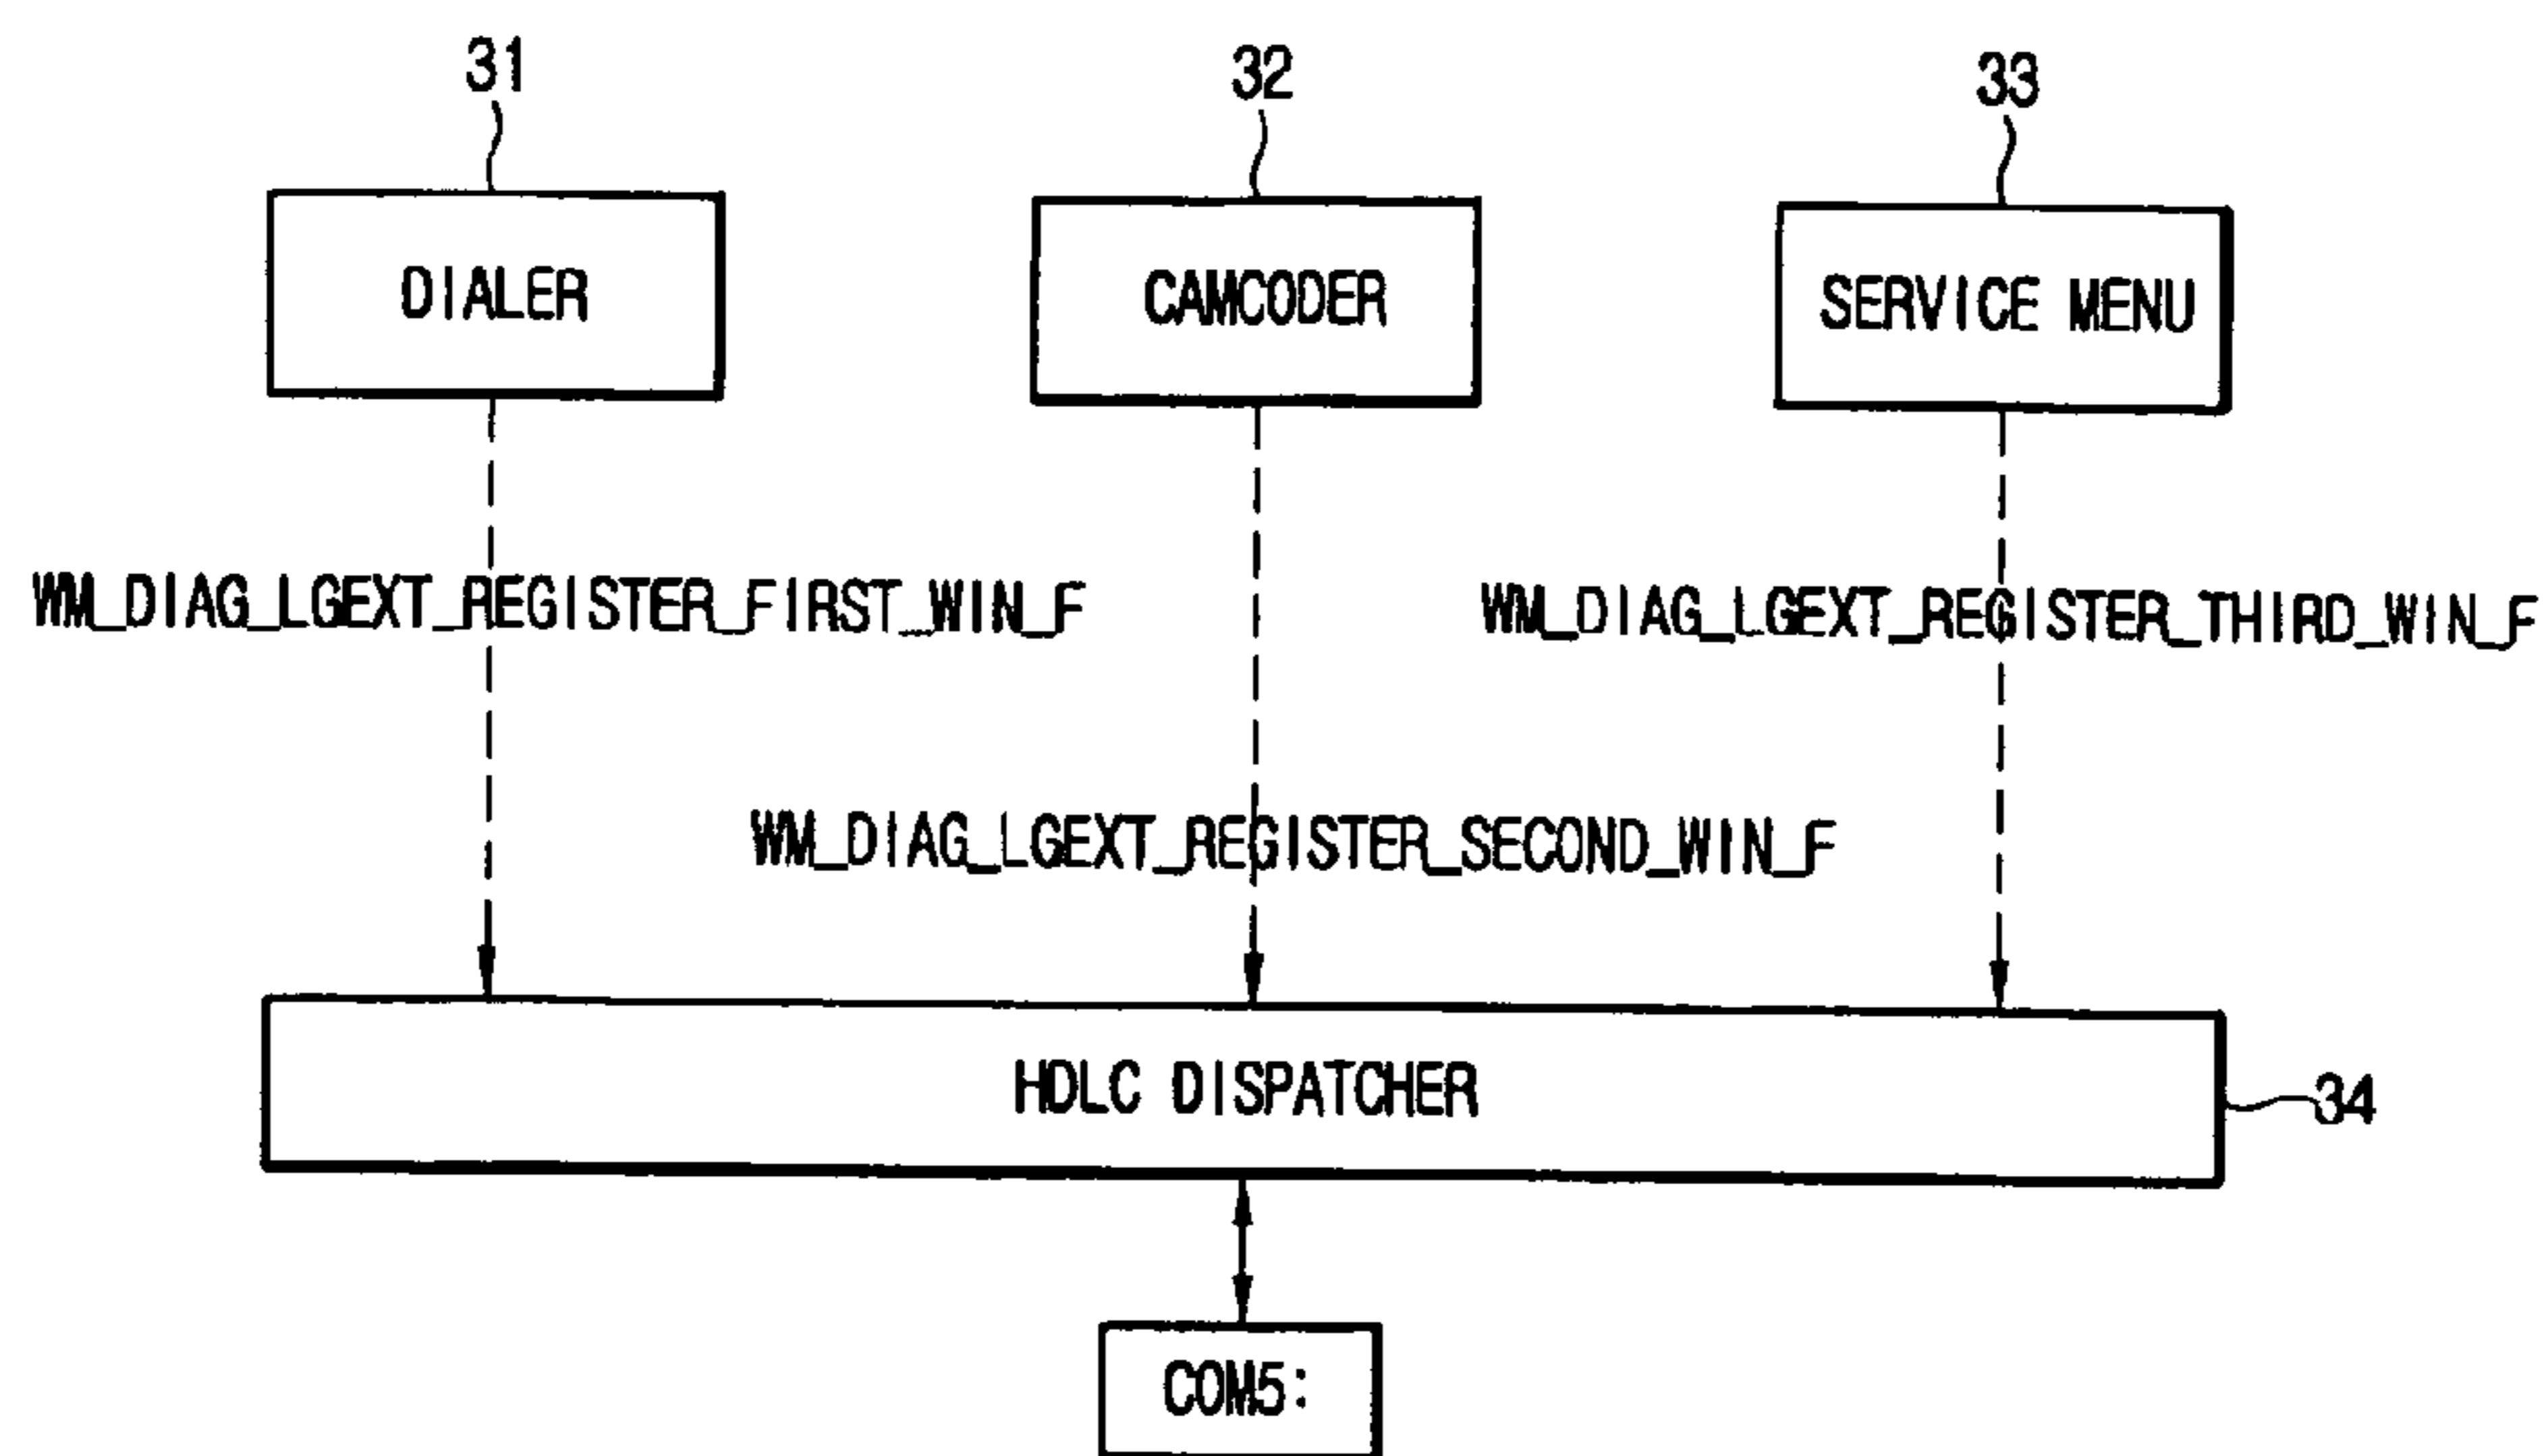 31
32
33
DIALER
CAMCODER
SERVICE MENU
WM_DIAG_LGEXT_REGISTER_FIRST_WIN_F
WM_DIAG_LGEXT_REGISTER_THIRD_WIN_F
WM_DIAG_LGEXT_REGISTER_SECOND_WIN_F
HDLC DISPATCHER
34
COM5: